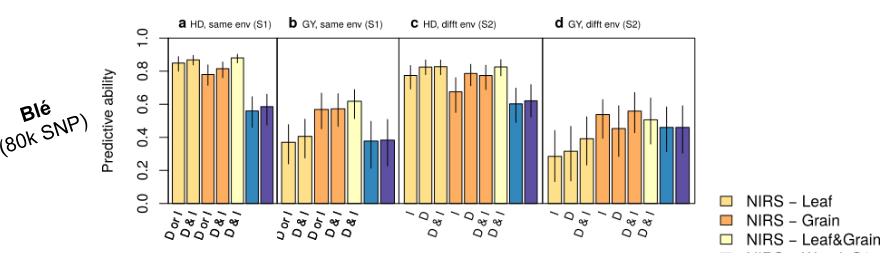 a HD, same env (S1) b GY, same env (S1) c HD, difft env (S2) d GY, difft env (S2)
Blé
(80k SNP)
Predictive ability
1.0
0.8
0.6
0.4
0.2
0.0
D or I D & I D or I D & I D & I D or I D & I D or I D & I D & I I D D & I I D D & I D & I I D D & I I D D & I D & I
NIRS – Leaf
NIRS – Grain
NIRS – Leaf&Grain